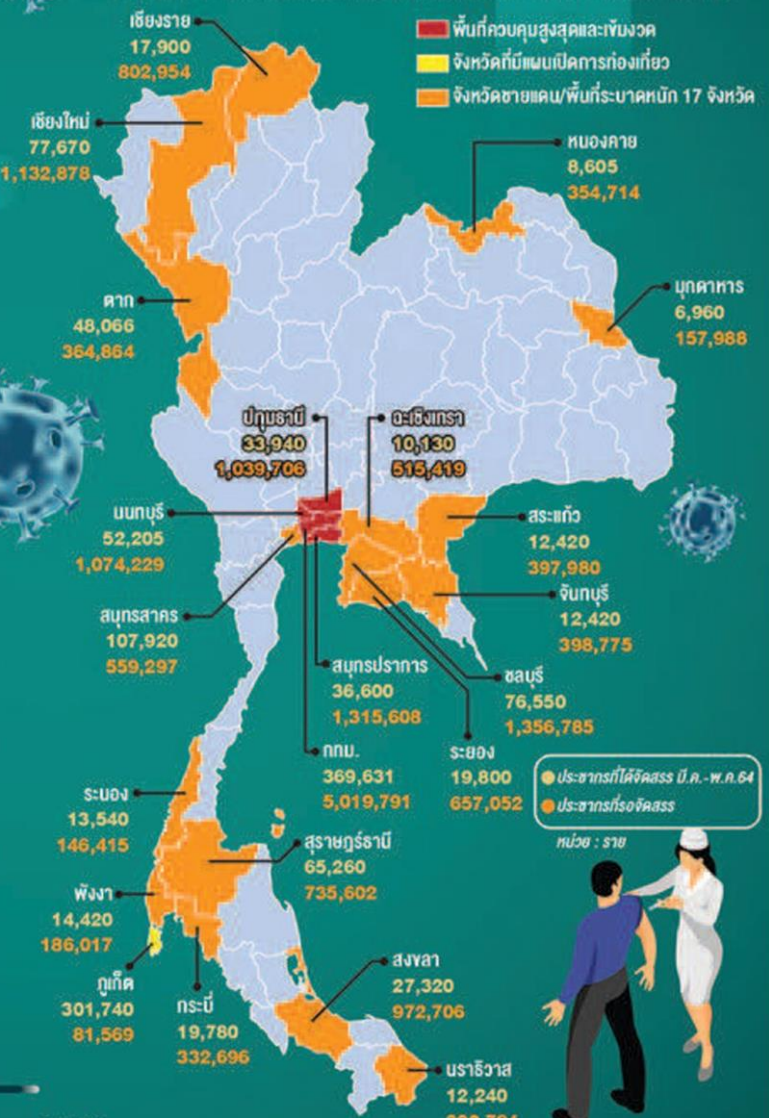 เชียงราย
17,900
802,954
พื้นที่ควบคุมสูงสุดและเข้มงวด
จังหวัดที่มีแผนเปิดการท่องเที่ยว
จังหวัดชายแดน/พื้นที่ระบาดหนัก 17 จังหวัด
เชียงใหม่
77,670
1,132,878
หนองคาย
8,605
354,714
ตาก
48,066
364,864
มุกดาหาร
6,960
157,988
ปทุมธานี
33,940
1,039,706
ฉะเชิงเทรา
10,130
515,419
นนทบุรี
52,205
1,074,229
สระแก้ว
12,420
397,980
จันทบุรี
12,420
398,775
สมุทรสาคร
107,920
559,297
สมุทรปราการ
36,600
1,315,608
ชลบุรี
76,550
1,356,785
กทม.
369,631
5,019,791
ระยอง
19,800
657,052
ประชากรที่ได้จัดสรร มี.ค.-พ.ค.64
ประชากรที่รอจัดสรร
หน่วย : ราย
ระนอง
13,540
146,415
สุราษฎร์ธานี
65,260
735,602
พังงา
14,420
186,017
ภูเก็ต
301,740
81,569
กระบี่
19,780
332,696
สงขลา
27,320
972,706
นราธิวาส
12,240